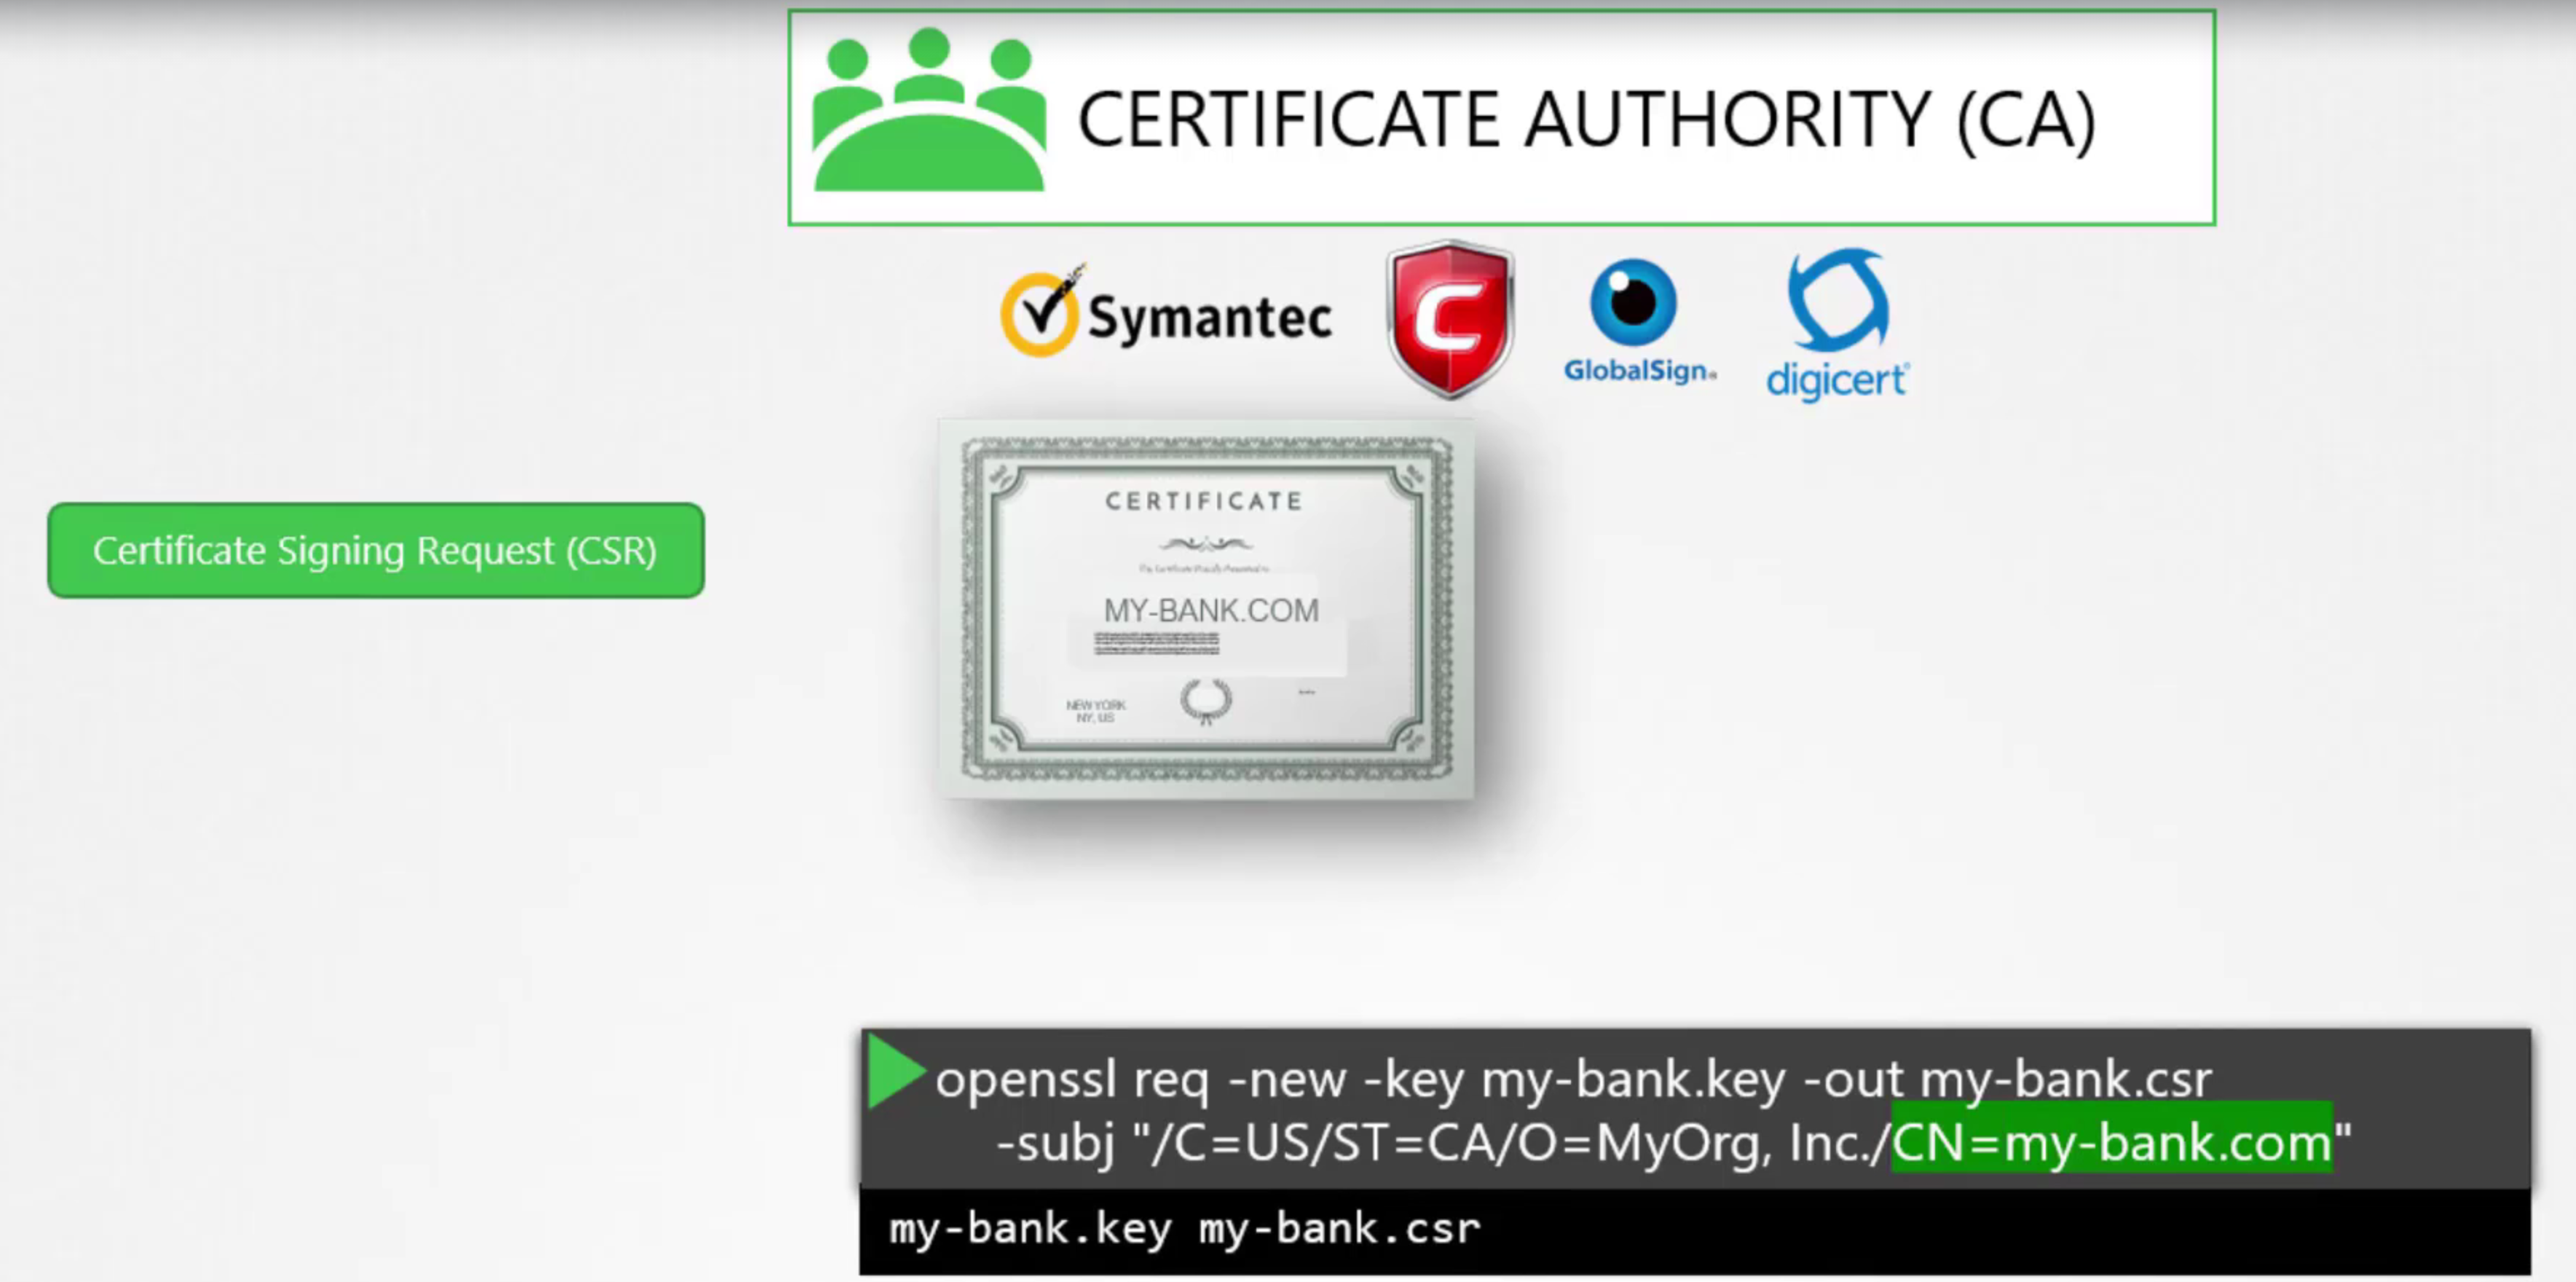 CERTIFICATE AUTHORITY (CA)
Symantec
C
GlobalSign
digicert
Certificate Signing Request (CSR)
CERTIFICATE
MY-BANK.COM
NEW YORK
NY, US
openssl req -new -key my-bank.key -out my-bank.csr
-subj "/C=US/ST=CA/O=MyOrg, Inc./CN=my-bank.com"
my-bank.key my-bank.csr